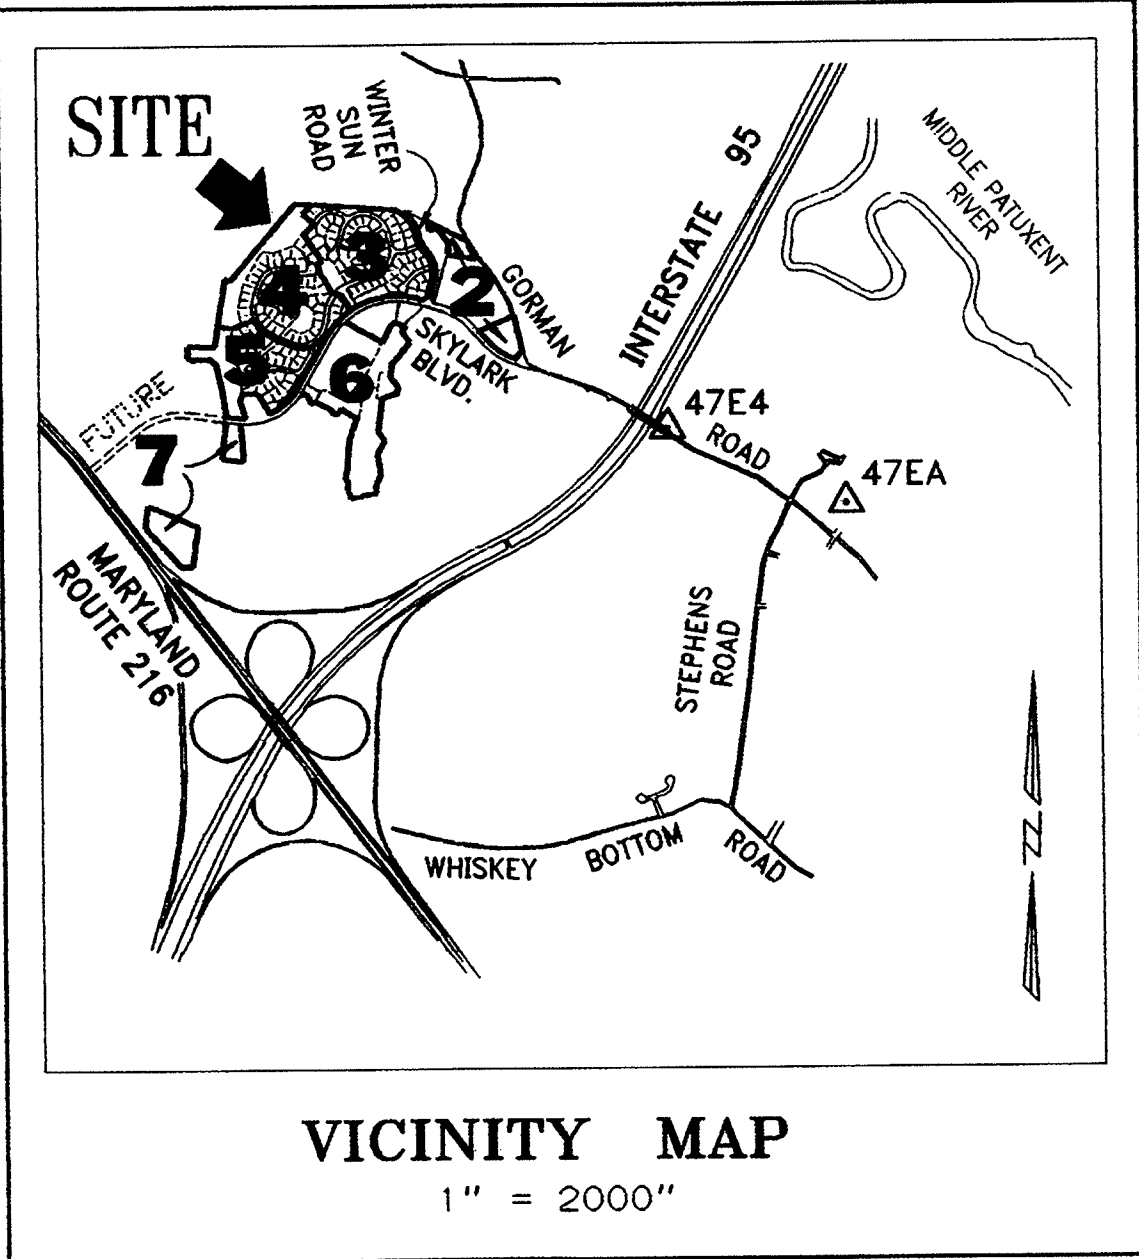 SITE
WINTER
SUN
ROAD
INTERSTATE 95
MIDDLE PATUXENT
RIVER
3
4
2
GORMAN
SKYLARK
BLVD.
5
6
FUTURE
7
47E4
ROAD
47EA
MARYLAND
ROUTE 216
STEPHENS
ROAD
WHISKEY BOTTOM ROAD
N
VICINITY MAP
1" = 2000"